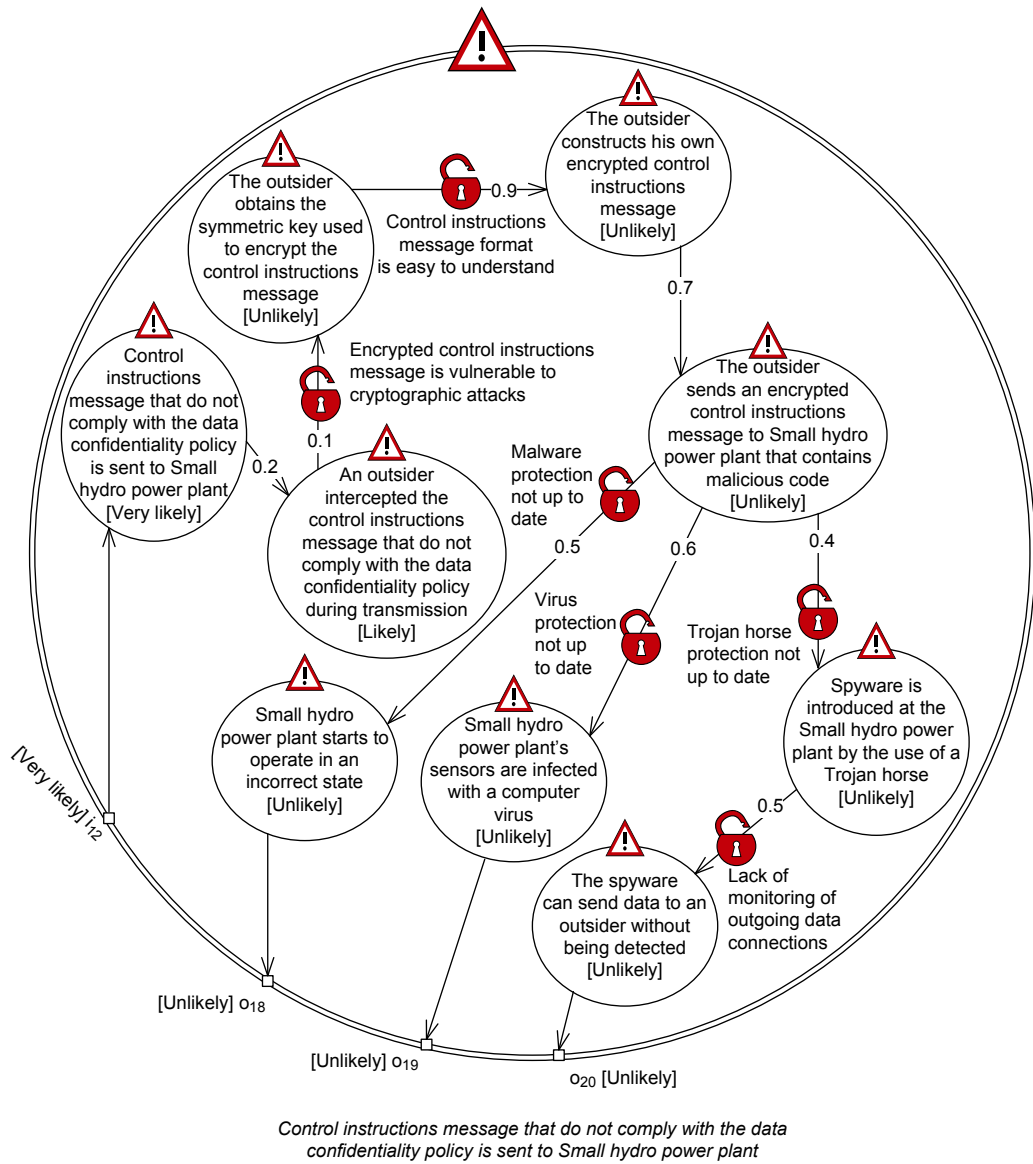 The outsider
constructs his own
encrypted control
instructions
message
[Unlikely]
The outsider
obtains the
symmetric key used
to encrypt the
control instructions
message
[Unlikely]
0.9
Control instructions
message format
is easy to understand
0.7
Control
instructions
message that do not
comply with the data
confidentiality policy
is sent to Small
hydro power plant
[Very likely]
Encrypted control instructions
message is vulnerable to
cryptographic attacks
0.1
0.2
The outsider
sends an encrypted
control instructions
message to Small hydro
power plant that contains
malicious code
[Unlikely]
An outsider
intercepted the
control instructions
message that do not
comply with the data
confidentiality policy
during transmission
[Likely]
Malware
protection
not up to
date
0.5
0.6
0.4
Virus
protection
not up
to date
Trojan horse
protection not
up to date
Small hydro
power plant starts to
operate in an
incorrect state
[Unlikely]
Small hydro
power plant's
sensors are infected
with a computer
virus
[Unlikely]
Spyware is
introduced at the
Small hydro power
plant by the use of a
Trojan horse
[Unlikely]
0.5
[Very likely] i12
Lack of
monitoring of
outgoing data
connections
The spyware
can send data to an
outsider without
being detected
[Unlikely]
[Unlikely] o18
[Unlikely] o19
o20 [Unlikely]
Control instructions message that do not comply with the data
confidentiality policy is sent to Small hydro power plant